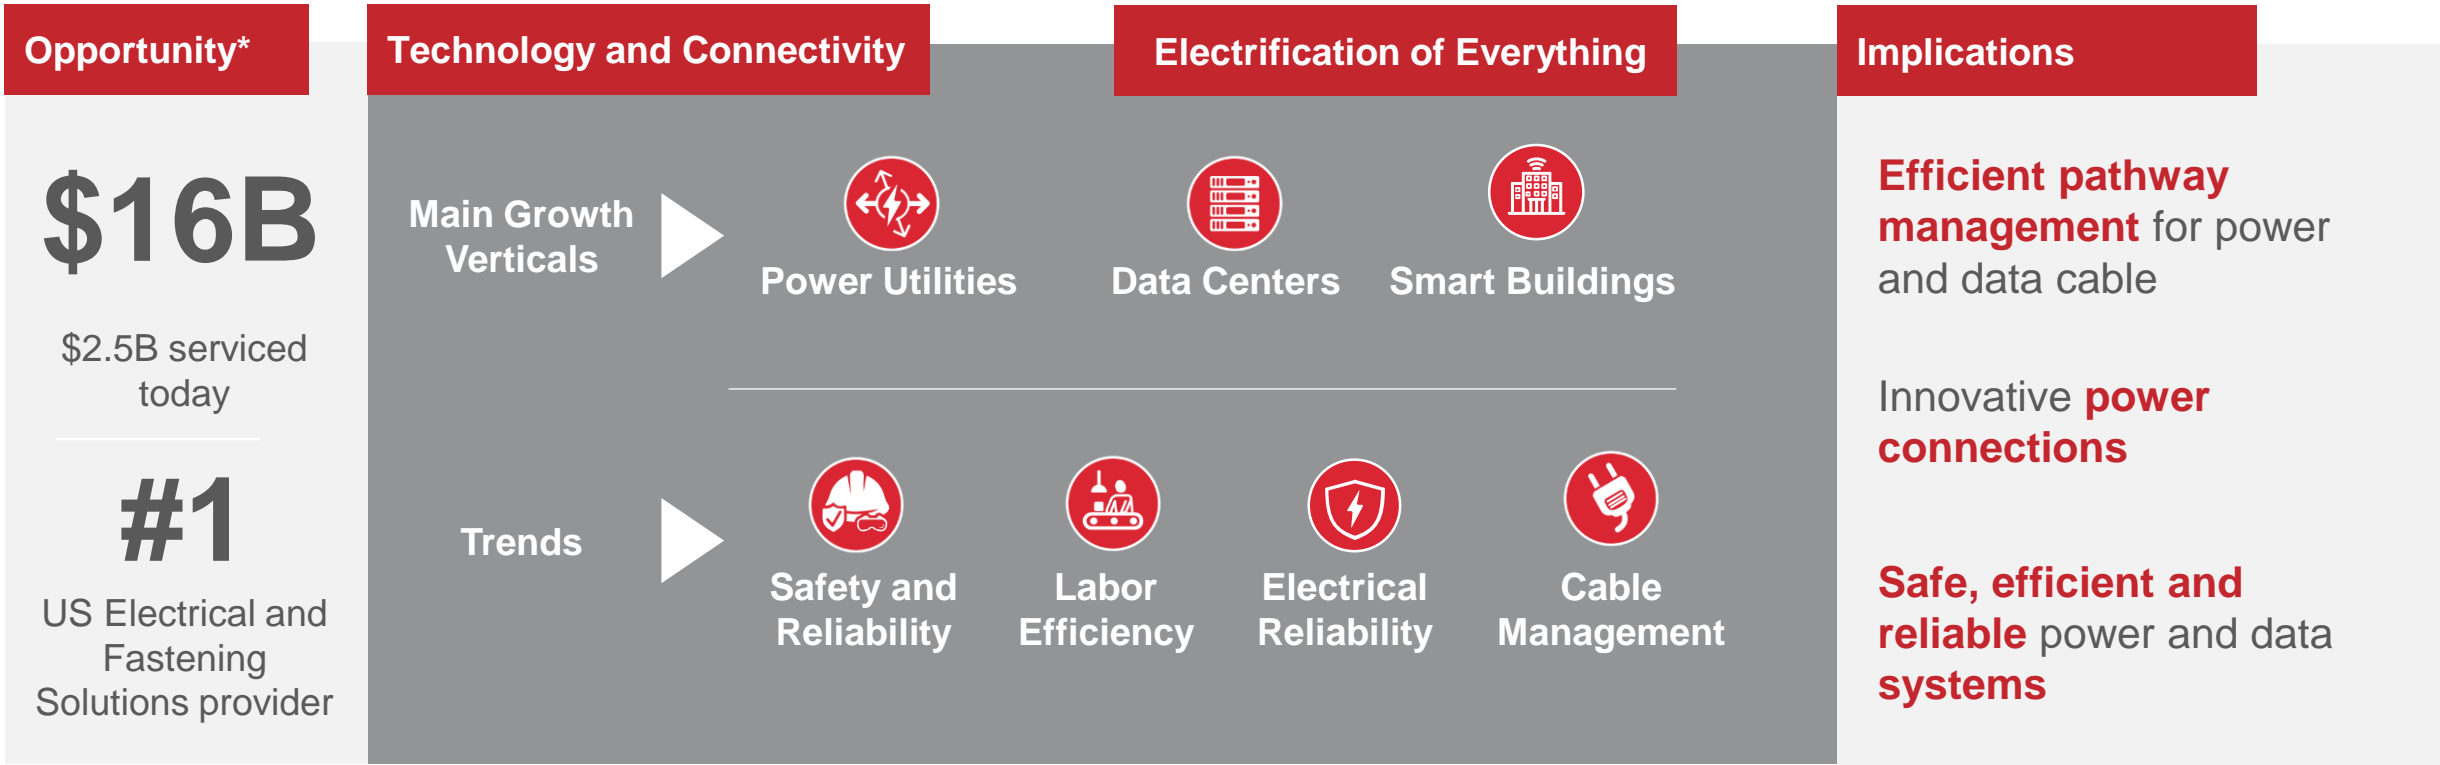 Opportunity*
$16B
$2.5B serviced
today
#1
US Electrical and
Fastening
Solutions provider
Technology and Connectivity
Electrification of Everything
Main Growth
Verticals
Power Utilities
Data Centers
Smart Buildings
Trends
Safety and
Reliability
Labor
Efficiency
Electrical
Reliability
Cable
Management
Implications
Efficient pathway
management for power
and data cable
Innovative power
connections
Safe, efficient and
reliable power and data
systems